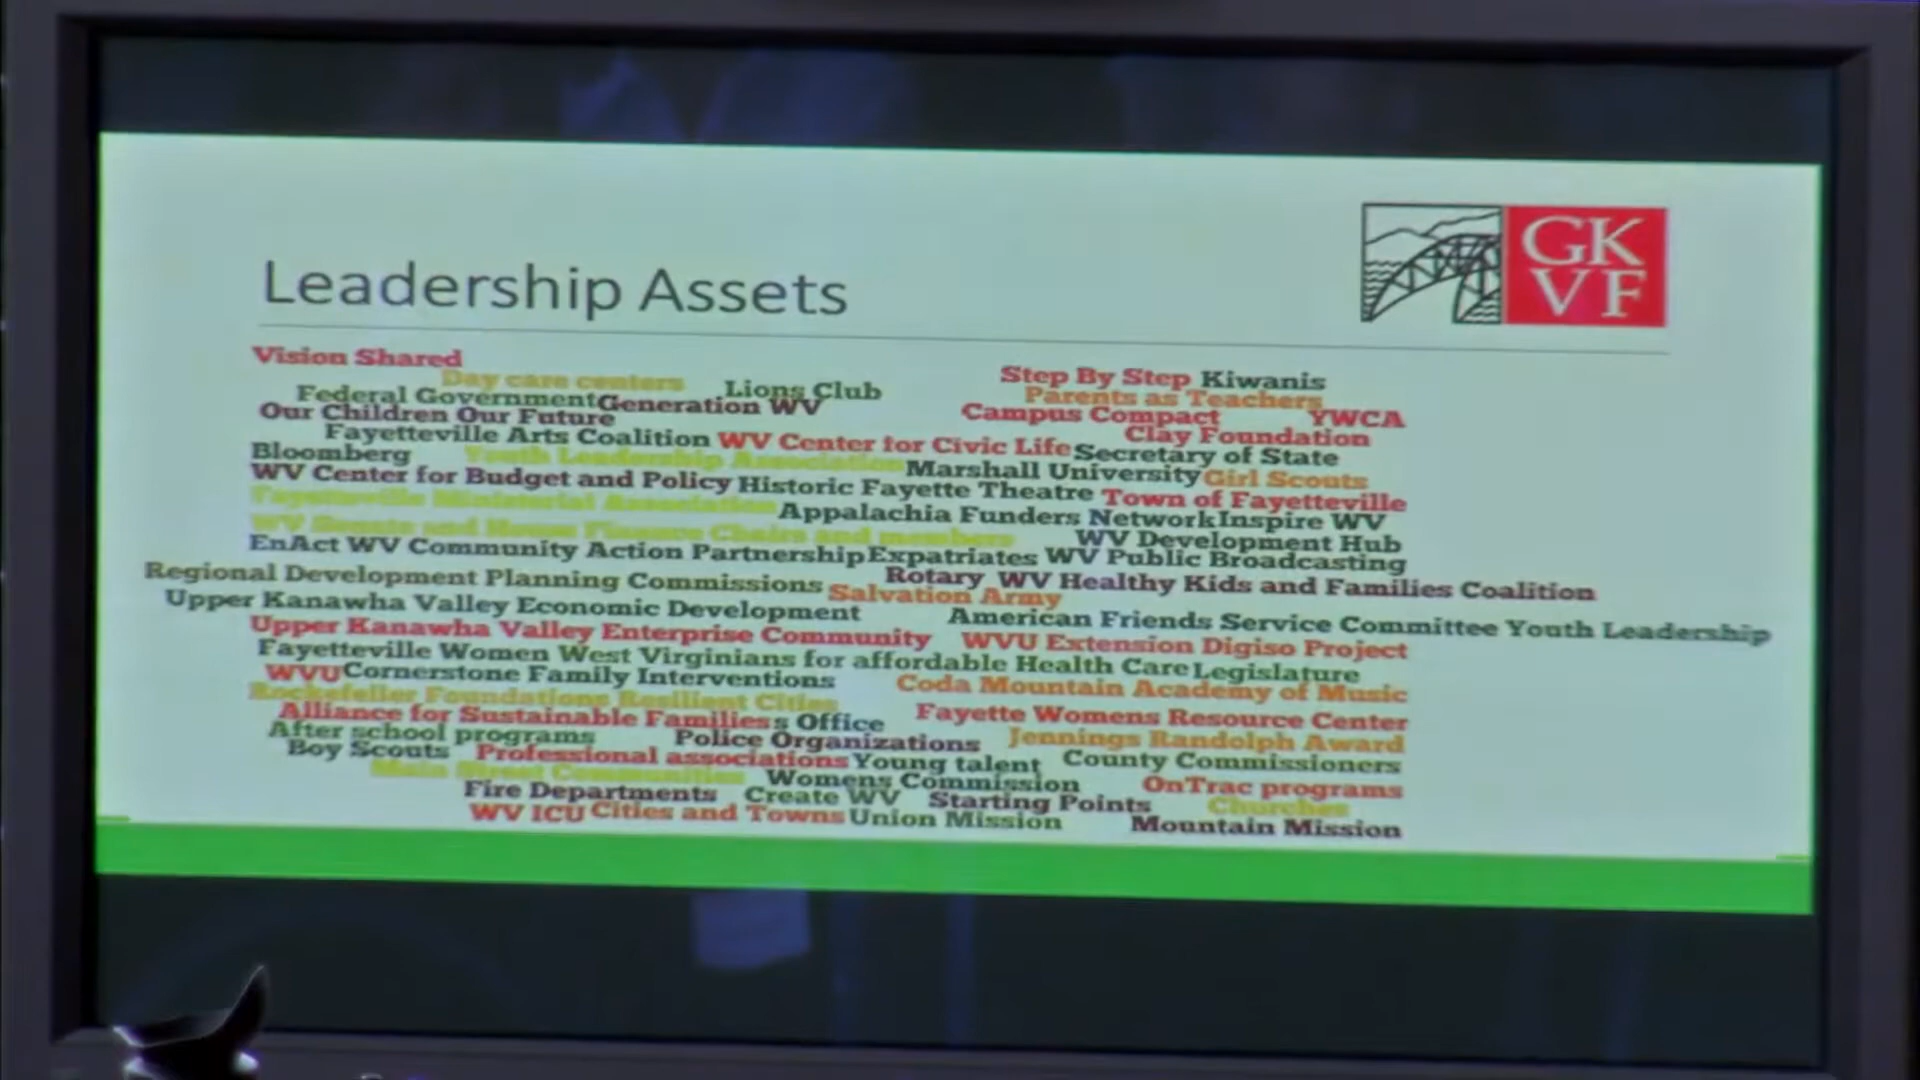 GK
VF
Leadership Assets
Vision Shared
Step By Step Kiwanis
Day care centers Lions Club
Parents as Teachers
Federal Government Generation WV
Campus Compact YWCA
Our Children Our Future
Clay Foundation
Fayetteville Arts Coalition WV Center for Civic Life Secretary of State
Bloomberg Youth Leadership Association Marshall University Girl Scouts
WV Center for Budget and Policy Historic Fayette Theatre Town of Fayetteville
Fayetteville Ministerial Association Appalachia Funders Network Inspire WV
WV Senate and House Finance Chairs and members WV Development Hub
EnAct WV Community Action Partnership Expatriates WV Public Broadcasting
Regional Development Planning Commissions Rotary WV Healthy Kids and Families Coalition
Salvation Army
Upper Kanawha Valley Economic Development American Friends Service Committee Youth Leadership
Upper Kanawha Valley Enterprise Community WVU Extension Digiso Project
Fayetteville Women West Virginians for affordable Health Care Legislature
WVU Cornerstone Family Interventions Coda Mountain Academy of Music
Rockefeller Foundations Resilient Cities
Alliance for Sustainable Families s Office Fayette Womens Resource Center
After school programs Police Organizations Jennings Randolph Award
Boy Scouts Professional associations Young talent County Commissioners
Main Street Communities Womens Commission OnTrac programs
Fire Departments Create WV Starting Points Churches
WV ICU Cities and Towns Union Mission Mountain Mission